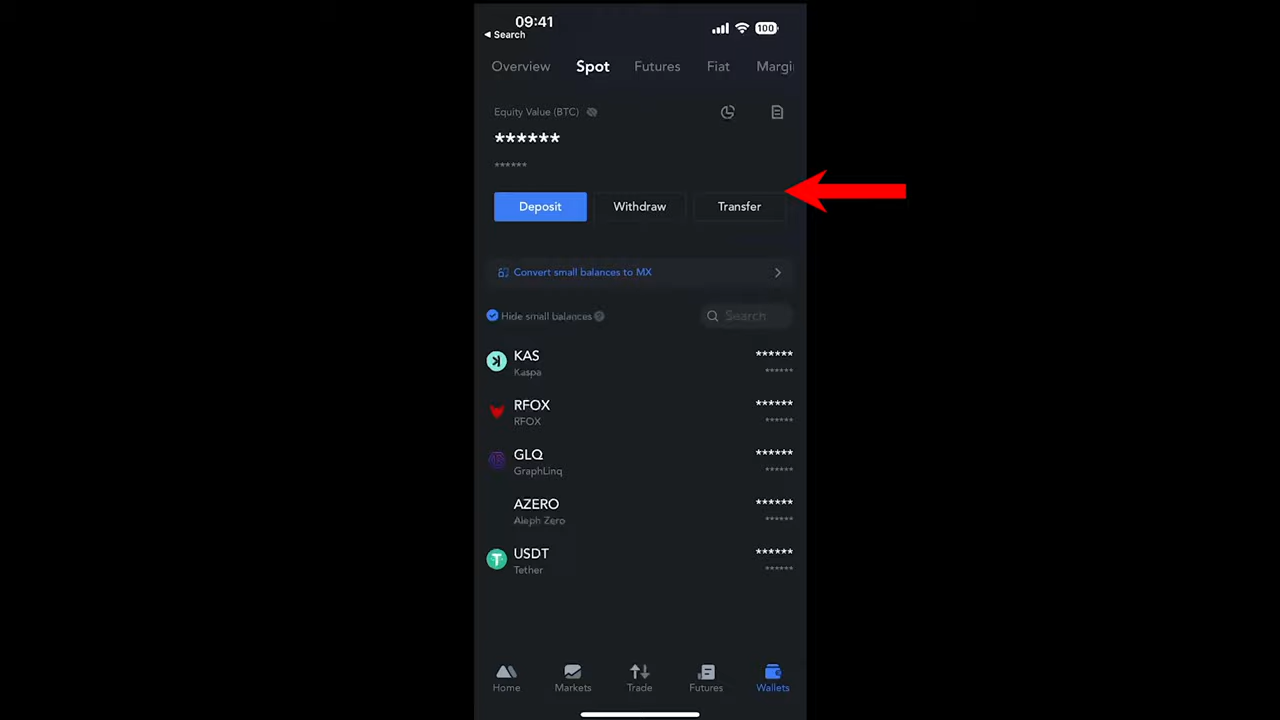 09:41
100
◀ Search
Overview Spot Futures Fiat Margi
Equity Value (BTC)
******
******
Deposit Withdraw Transfer
Convert small balances to MX
Hide small balances ? Search
KAS ******
Kaspa ******
RFOX ******
RFOX ******
GLQ ******
GraphLinq ******
AZERO ******
Aleph Zero ******
USDT ******
Tether ******
Home Markets Trade Futures Wallets